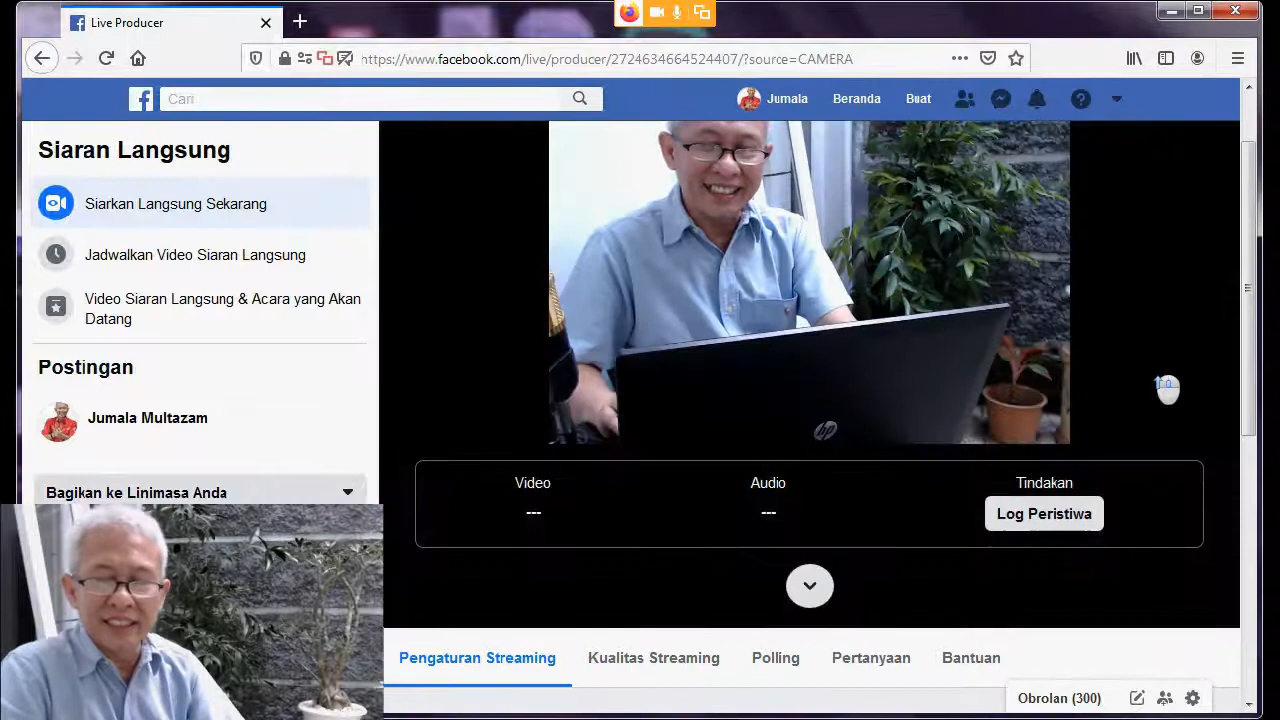 Live Producer
https://www.facebook.com/live/producer/2724634664524407/?source=CAMERA
Cari
Jumala
Beranda
Buat
Siaran Langsung
Siarkan Langsung Sekarang
Jadwalkan Video Siaran Langsung
Video Siaran Langsung & Acara yang Akan
Datang
Postingan
Jumala Multazam
Bagikan ke Linimasa Anda
hp
Video
Audio
Tindakan
---
---
Log Peristiwa
Pengaturan Streaming
Kualitas Streaming
Polling
Pertanyaan
Bantuan
Obrolan (300)